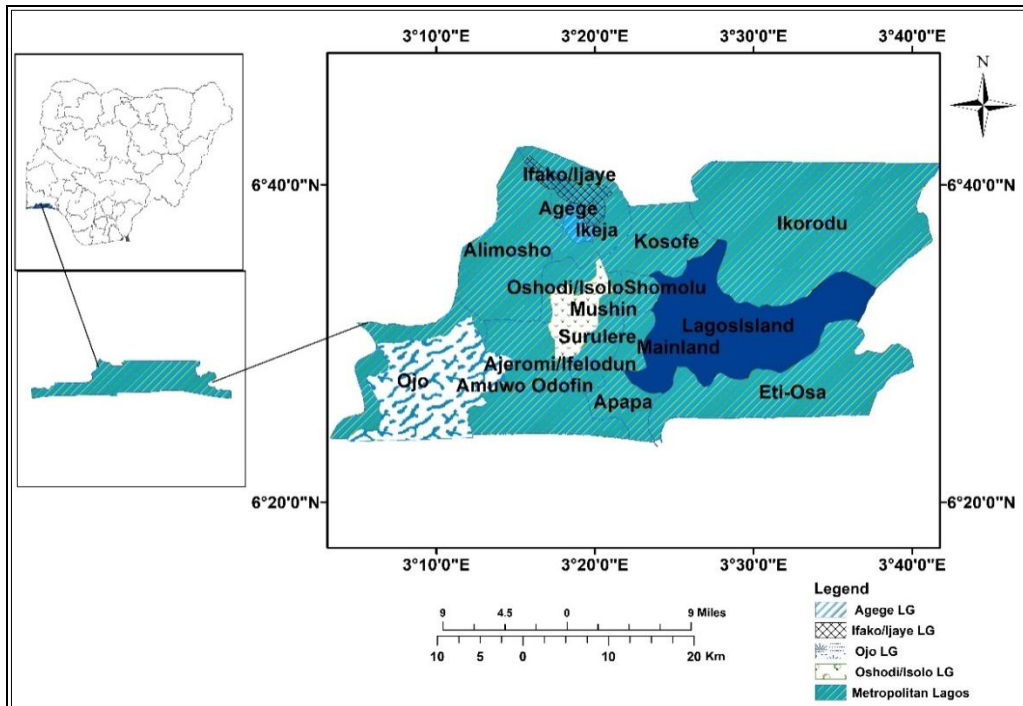 3°10'0"E 3°20'0"E 3°30'0"E 3°40'0"E
N
6°40'0"N 6°40'0"N
Ifako/Ijaye
Agege
Ikeja
Ikorodu
Kosofe
Alimosho
Oshodi/Isolo Shomolu
Mushin
LagosIsland
Surulere
Mainland
Ajeromi/Ifelodun
Ojo
Amuwo Odofin
Eti-Osa
Apapa
6°20'0"N 6°20'0"N
3°10'0"E 3°20'0"E 3°30'0"E 3°40'0"E
9 4.5 0 9 Miles
10 5 0 10 20 Km
Legend
Agege LG
Ifako/Ijaye LG
Ojo LG
Oshodi/Isolo LG
Metropolitan Lagos